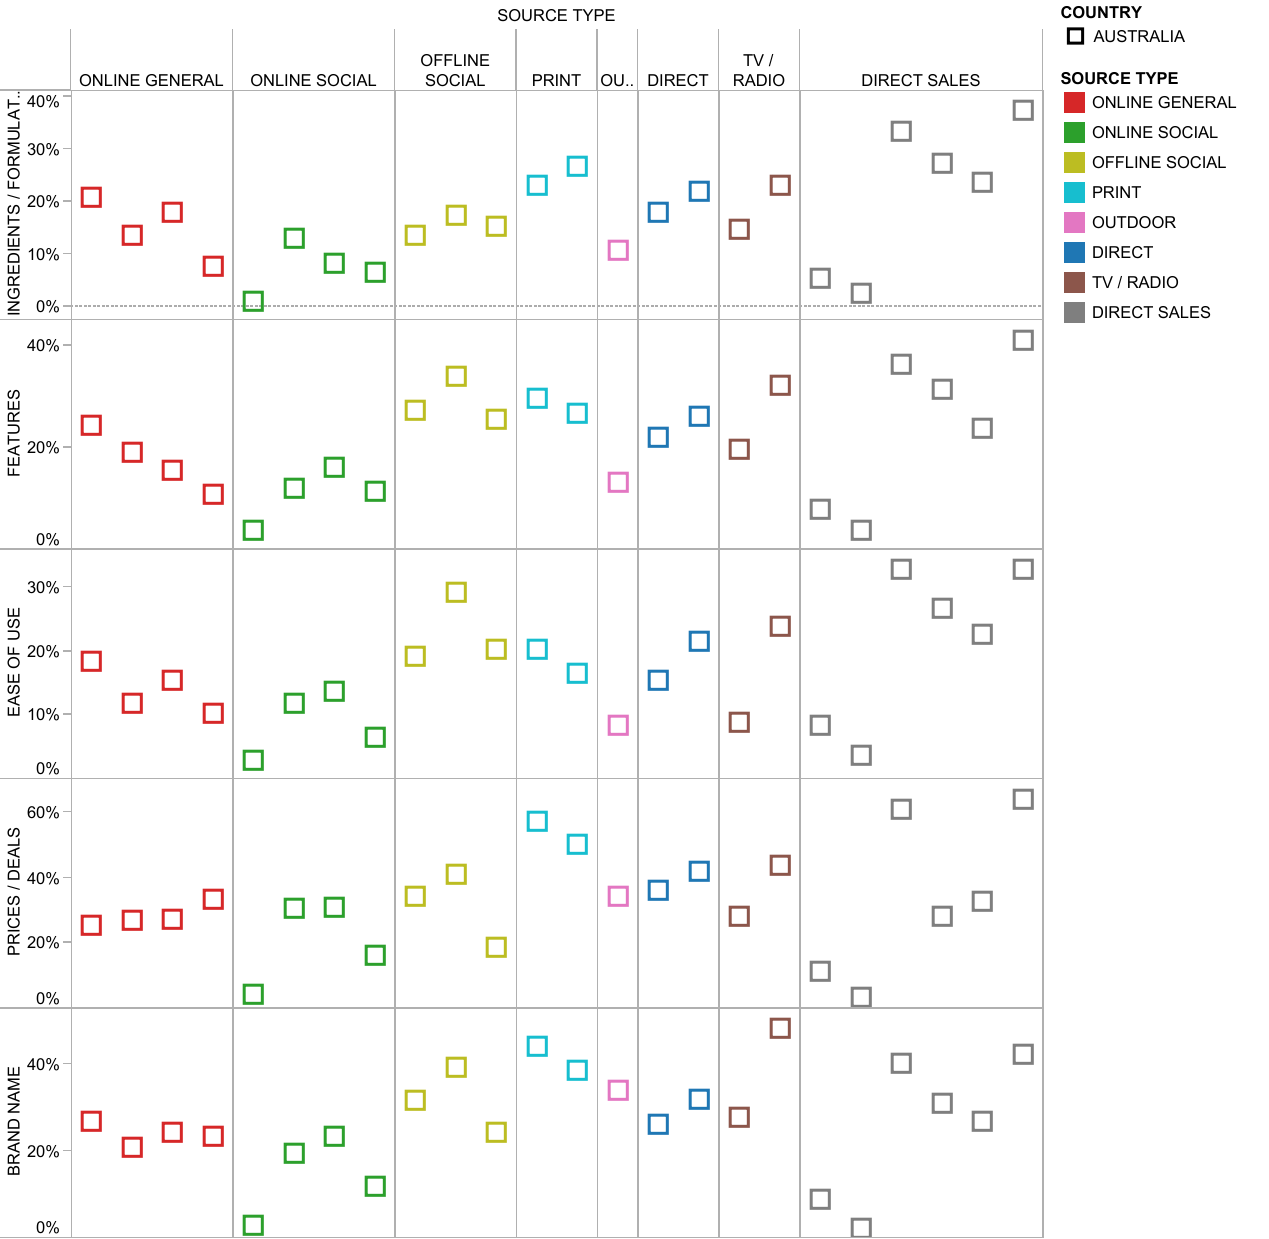 SOURCE TYPE
ONLINE GENERAL
ONLINE SOCIAL
OFFLINE
SOCIAL
PRINT
OU..
DIRECT
TV /
RADIO
DIRECT SALES
COUNTRY
AUSTRALIA
SOURCE TYPE
ONLINE GENERAL
ONLINE SOCIAL
OFFLINE SOCIAL
PRINT
OUTDOOR
DIRECT
TV / RADIO
DIRECT SALES
INGREDIENTS / FORMULAT..
40%
30%
20%
10%
0%
FEATURES
40%
20%
0%
EASE OF USE
30%
20%
10%
0%
PRICES / DEALS
60%
40%
20%
0%
BRAND NAME
40%
20%
0%